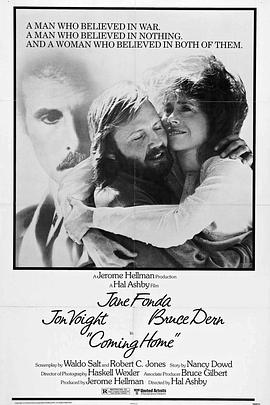 A MAN WHO BELIEVED IN WAR.
A MAN WHO BELIEVED IN NOTHING.
AND A WOMAN WHO BELIEVED IN BOTH OF THEM.
A Jerome Hellman Production
A Hal Ashby Film
Jane Fonda
Jon Voight Bruce Dern
in
"Coming Home"
Screenplay by Waldo Salt and Robert C. Jones Story by Nancy Dowd
Director of Photography Haskell Wexler Associate Producer Bruce Gilbert
Produced by Jerome Hellman Directed by Hal Ashby
R
United Artists